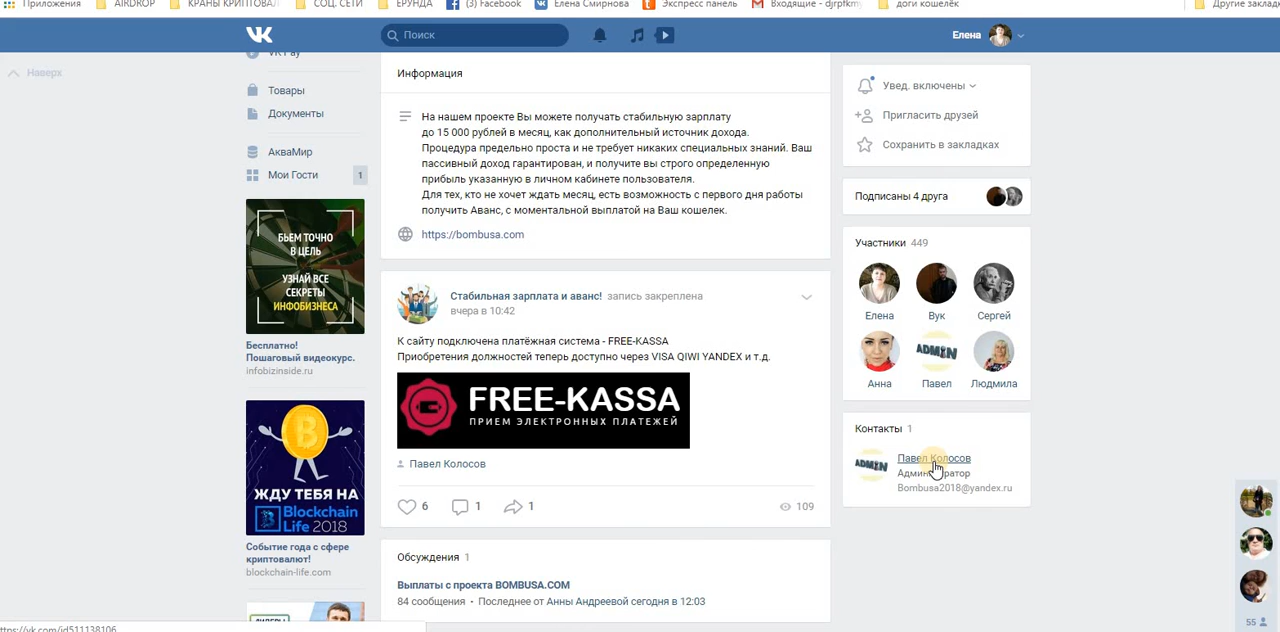 Приложения
AIRDROP
КРАНЫ КРИПТОВАЛ
СОЦ. СЕТИ
ЕРУНДА
(3) Facebook
Елена Смирнова
Экспресс панель
Входящие - djrpfkmy
доги кошелёк
Другие заклад
Поиск
Елена
Наверх
VK Pay
Товары
Документы
АкваМир
Мои Гости
1
БЬЕМ ТОЧНО
В ЦЕЛЬ
УЗНАЙ ВСЕ
СЕКРЕТЫ
ИНФОБИЗНЕСА
Бесплатно!
Пошаговый видеокурс.
infobizinside.ru
ЖДУ ТЕБЯ НА
Blockchain
Life 2018
Событие года с сфере
криптовалют!
blockchain-life.com
Информация
На нашем проекте Вы можете получать стабильную зарплату
до 15 000 рублей в месяц, как дополнительный источник дохода.
Процедура предельно проста и не требует никаких специальных знаний. Ваш
пассивный доход гарантирован, и получите вы строго определенную
прибыль указанную в личном кабинете пользователя.
Для тех, кто не хочет ждать месяц, есть возможность с первого дня работы
получить Аванс, с моментальной выплатой на Ваш кошелек.
https://bombusa.com
Стабильная зарплата и аванс! запись закреплена
вчера в 10:42
К сайту подключена платёжная система - FREE-KASSA
Приобретения должностей теперь доступно через VISA QIWI YANDEX и т.д.
FREE-KASSA
ПРИЕМ ЭЛЕКТРОННЫХ ПЛАТЕЖЕЙ
Павел Колосов
6
1
1
109
Обсуждения 1
Выплаты с проекта BOMBUSA.COM
84 сообщения • Последнее от Анны Андреевой сегодня в 12:03
Увед. включены
Пригласить друзей
Сохранить в закладках
Подписаны 4 друга
Участники 449
Елена
Вук
Сергей
ADMIN
Анна
Павел
Людмила
Контакты 1
ADMIN
Павел Колосов
Администратор
Bombusa2018@yandex.ru
55
ttps://vk.com/id511138106